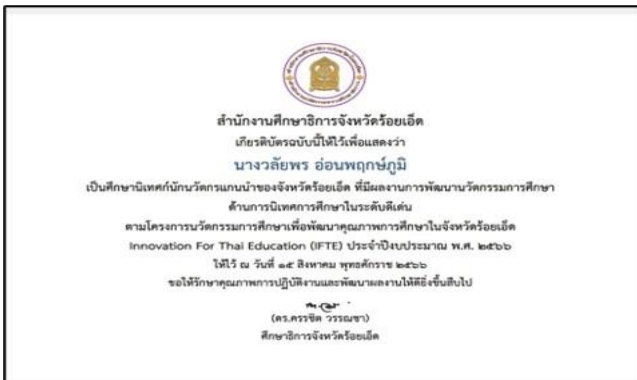 สำนักงานศึกษาธิการจังหวัดร้อยเอ็ด
เกียรติบัตรฉบับนี้ให้ไว้เพื่อแสดงว่า
นางวลัยพร อ่อนพฤกษ์ภูมิ
เป็นศึกษานิเทศก์นักนวัตกรแกนนำของจังหวัดร้อยเอ็ด ที่มีผลงานการพัฒนานวัตกรรมการศึกษา
ด้านการนิเทศการศึกษาในระดับดีเด่น
ตามโครงการนวัตกรรมการศึกษาเพื่อพัฒนาคุณภาพการศึกษาในจังหวัดร้อยเอ็ด
Innovation For Thai Education (IFTE) ประจำปีงบประมาณ พ.ศ. ๒๕๖๖
ให้ไว้ ณ วันที่ ๑๕ สิงหาคม พุทธศักราช ๒๕๖๖
ขอให้รักษาคุณภาพการปฏิบัติงานและพัฒนาผลงานให้ดียิ่งขึ้นสืบไป
(ดร.ครรชิต วรรณชา)
ศึกษาธิการจังหวัดร้อยเอ็ด